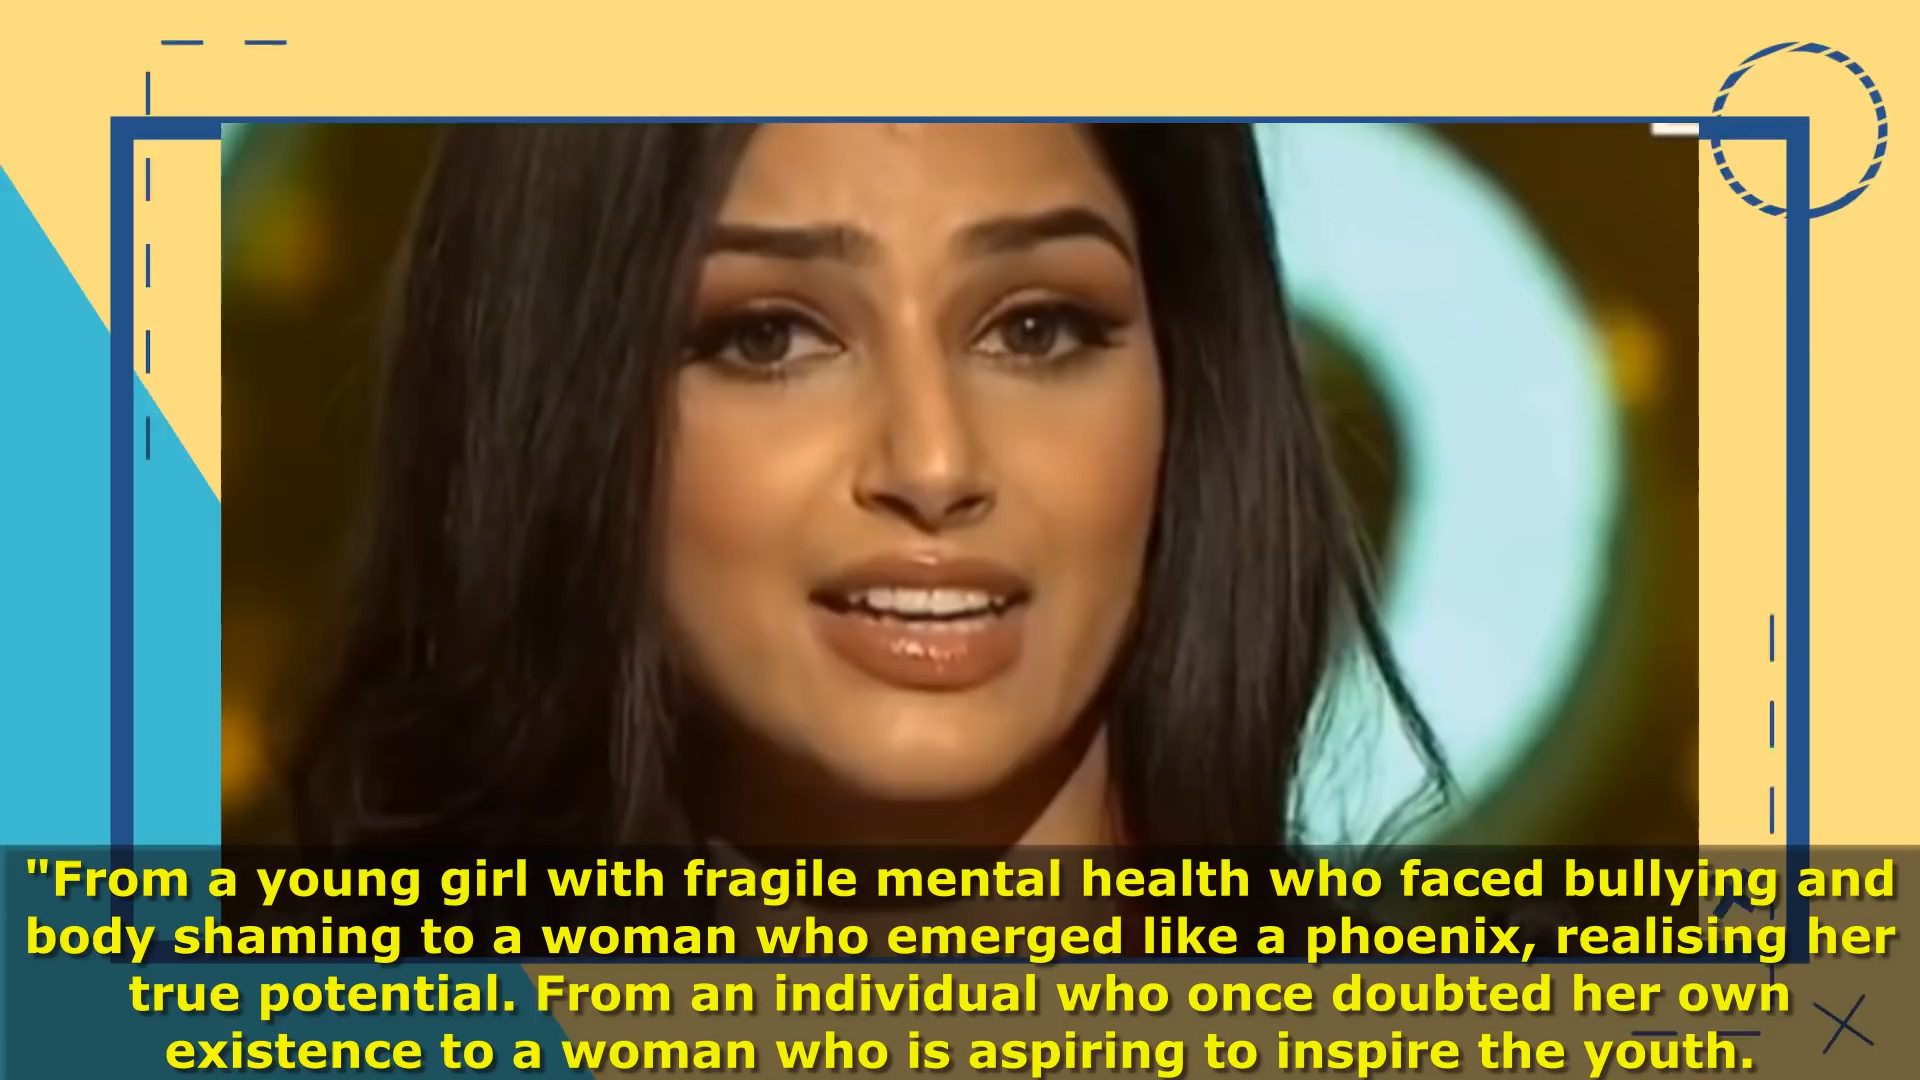 "From a young girl with fragile mental health who faced bullying and
body shaming to a woman who emerged like a phoenix, realising her
true potential. From an individual who once doubted her own
existence to a woman who is aspiring to inspire the youth.